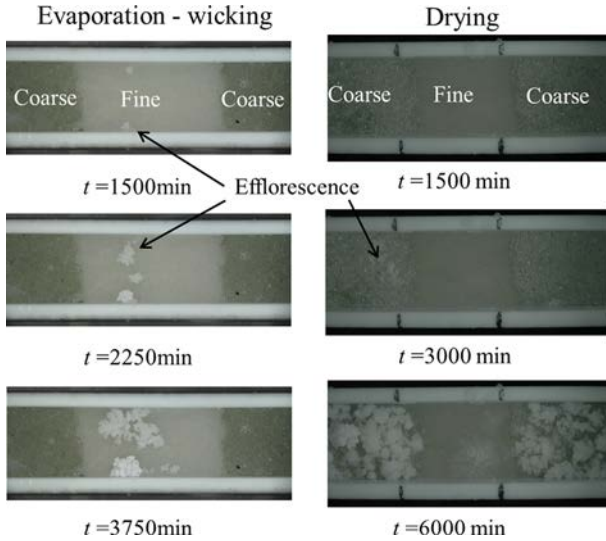 Evaporation - wicking
Drying
Coarse Fine Coarse
Coarse Fine Coarse
t =1500min
Efflorescence
t =1500 min
t =2250min
t =3000 min
t =3750min
t =6000 min